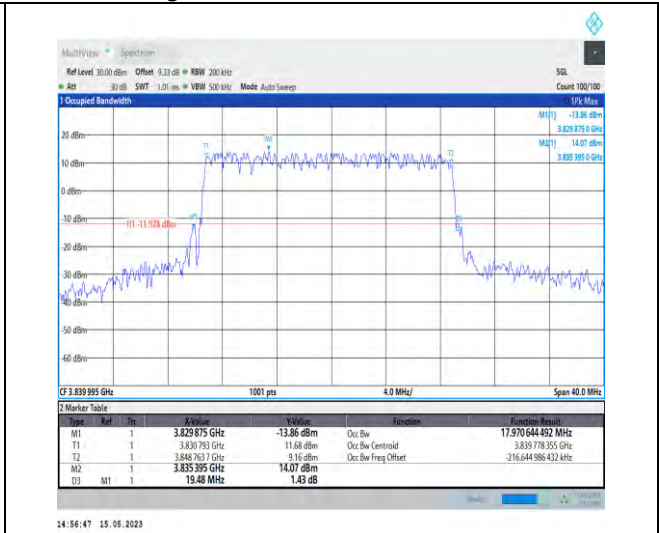 MultiView Spectrum
Ref Level 30.00 dBm Offset 9.33 dB RBW 200 kHz SGL
Att 30 dB SWT 1.01 ms VBW 500 kHz Mode Auto Sweep Count 100/100
1 Occupied Bandwidth 1Pk Max
M1[1] -13.86 dBm
3.829 875 0 GHz
M2[1] 14.07 dBm
3.835 395 0 GHz
20 dBm
T1
M2
T2
10 dBm
0 dBm
-10 dBm
M1
H1 -11.928 dBm
-20 dBm
-30 dBm
-40 dBm
-50 dBm
-60 dBm
CF 3.839 995 GHz 1001 pts 4.0 MHz/ Span 40.0 MHz
2 Marker Table
Type Ref Trc X-Value Y-Value Function Function Result
M1 1 3.829 875 GHz -13.86 dBm Occ Bw 17.970 644 492 MHz
T1 1 3.830 793 GHz 11.68 dBm Occ Bw Centroid 3.839 778 355 GHz
T2 1 3.848 763 7 GHz 9.16 dBm Occ Bw Freq Offset -216.644 986 432 kHz
M2 1 3.835 395 GHz 14.07 dBm
D3 M1 1 19.48 MHz 1.43 dB
14:56:47 15.05.2023